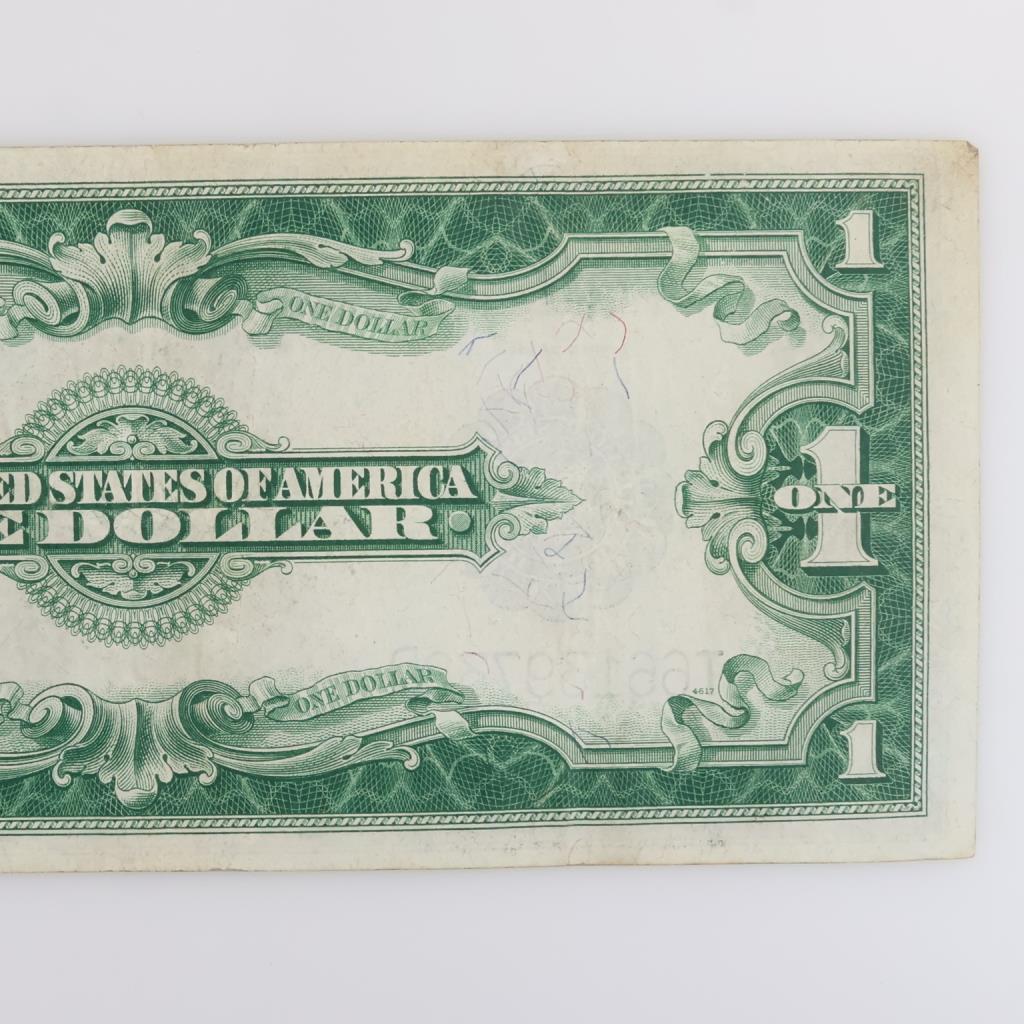 1
ONE DOLLAR
ED STATES OF AMERICA
E DOLLAR
1
ONE
ONE DOLLAR
4617
1